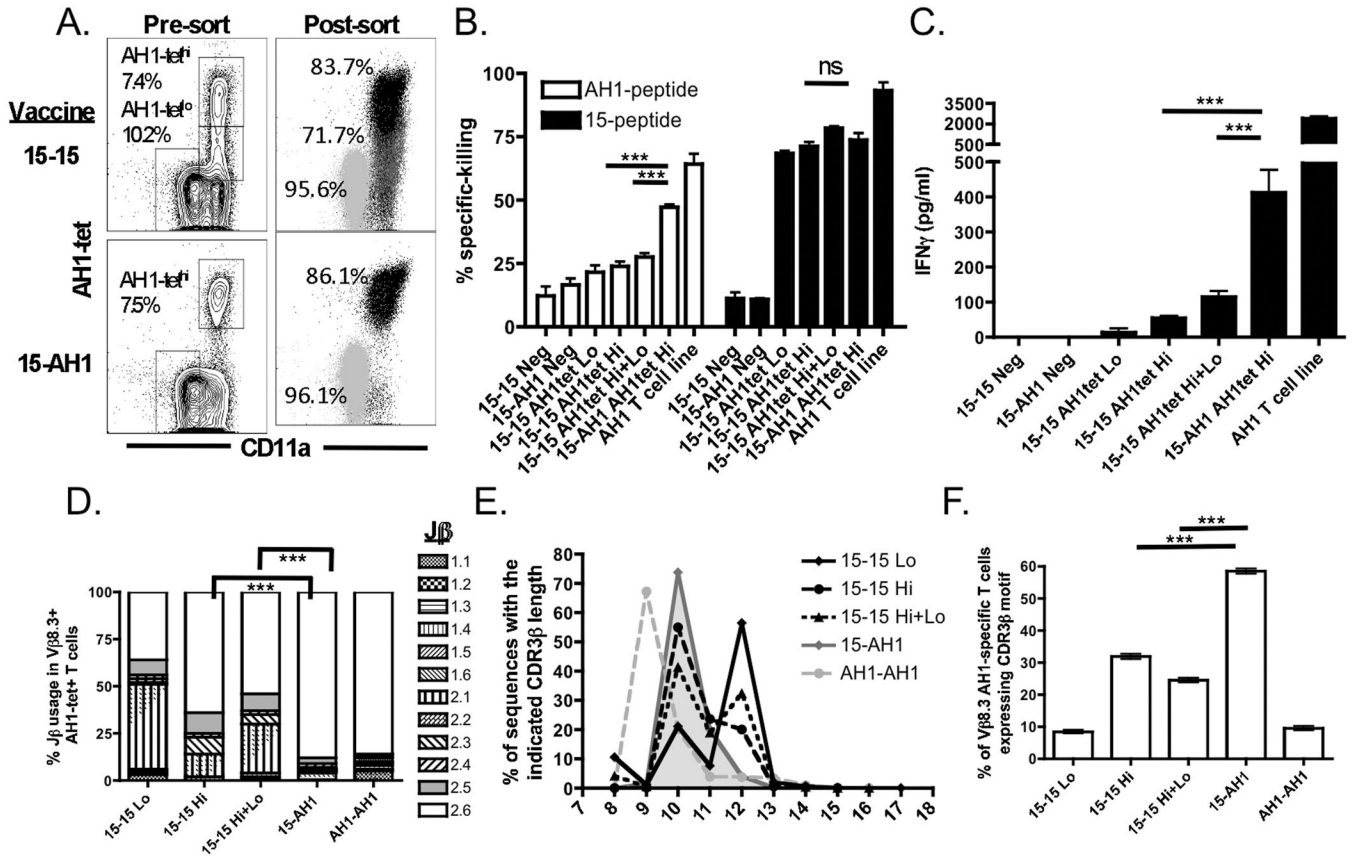 A.
Pre-sort
Post-sort
Vaccine
15-15
15-AH1
AH1-tet
AH1-tethi
7.4%
AH1-tetlo
10.2%
83.7%
71.7%
95.6%
AH1-tethi
7.5%
86.1%
96.1%
CD11a
B.
% specific-killing
100
75
50
25
0
AH1-peptide
15-peptide
***
***
ns
15-15 Neg
15-AH1 Neg
15-15 AH1tet Lo
15-15 AH1tet Hi
15-15 AH1tet Hi+Lo
15-AH1 AH1tet Hi
AH1 T cell line
15-15 Neg
15-AH1 Neg
15-15 AH1tet Lo
15-15 AH1tet Hi
15-15 AH1tet Hi+Lo
15-AH1 AH1tet Hi
AH1 T cell line
C.
IFNγ (pg/ml)
3500
2000
500
500
400
300
200
100
0
***
***
15-15 Neg
15-AH1 Neg
15-15 AH1tet Lo
15-15 AH1tet Hi
15-15 AH1tet Hi+Lo
15-AH1 AH1tet Hi
AH1 T cell line
D.
% Jβ usage in Vβ8.3+
AH1-tet+ T cells
100
75
50
25
0
***
***
15-15 Lo
15-15 Hi
15-15 Hi+Lo
15-AH1
AH1-AH1
Jβ
1.1
1.2
1.3
1.4
1.5
1.6
2.1
2.2
2.3
2.4
2.5
2.6
E.
% of sequences with the
indicated CDR3β length
80
70
60
50
40
30
20
10
0
7 8 9 10 11 12 13 14 15 16 17 18
15-15 Lo
15-15 Hi
15-15 Hi+Lo
15-AH1
AH1-AH1
F.
% of Vβ8.3 AH1-specific T cells
expressing CDR3β motif
60
50
40
30
20
10
0
***
***
15-15 Lo
15-15 Hi
15-15 Hi+Lo
15-AH1
AH1-AH1